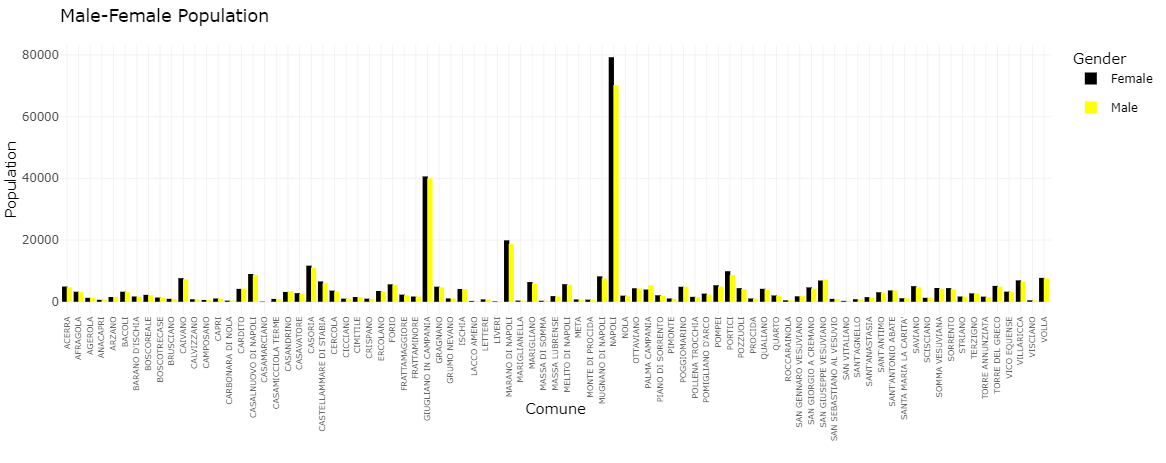 Male-Female Population
Gender
Female
Male
Population
80000
60000
40000
20000
0
ACERRA
AFRAGOLA
AGEROLA
ANACAPRI
ARZANO
BACOLI
BARANO D'ISCHIA
BOSCOREALE
BOSCOTRECASE
BRUSCIANO
CAIVANO
CALVIZZANO
CAMPOSANO
CAPRI
CARBONARA DI NOLA
CARDITO
CASALNUOVO DI NAPOLI
CASAMARCIANO
CASAMICCIOLA TERME
CASANDRINO
CASAVATORE
CASORIA
CASTELLAMMARE DI STABIA
CERCOLA
CICCIANO
CIMITILE
CRISPANO
ERCOLANO
FORIO
FRATTAMAGGIORE
FRATTAMINORE
GIUGLIANO IN CAMPANIA
GRAGNANO
GRUMO NEVANO
ISCHIA
LACCO AMENO
LETTERE
LIVERI
MARANO DI NAPOLI
MARIGLIANELLA
MARIGLIANO
MASSA DI SOMMA
MASSA LUBRENSE
MELITO DI NAPOLI
META
MONTE DI PROCIDA
MUGNANO DI NAPOLI
NAPOLI
NOLA
OTTAVIANO
PALMA CAMPANIA
PIANO DI SORRENTO
PIMONTE
POGGIOMARINO
POLLENA TROCCHIA
POMIGLIANO D'ARCO
POMPEI
PORTICI
POZZUOLI
PROCIDA
QUALIANO
QUARTO
ROCCARAINOLA
SAN GENNARO VESUVIANO
SAN GIORGIO A CREMANO
SAN GIUSEPPE VESUVIANO
SAN SEBASTIANO AL VESUVIO
SAN VITALIANO
SANT'AGNELLO
SANT'ANASTASIA
SANT'ANTIMO
SANT'ANTONIO ABATE
SANTA MARIA LA CARITA'
SAVIANO
SCISCIANO
SOMMA VESUVIANA
SORRENTO
STRIANO
TERZIGNO
TORRE ANNUNZIATA
TORRE DEL GRECO
VICO EQUENSE
VILLARICCA
VISCIANO
VOLLA
Comune